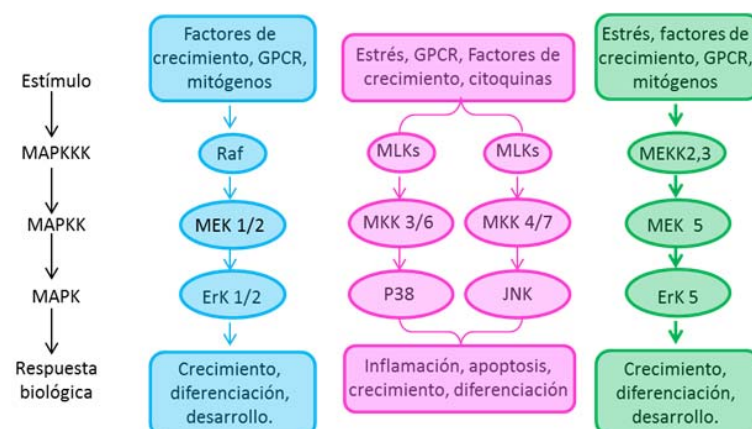 Estímulo
MAPKKK
MAPKK
MAPK
Respuesta
biológica
Factores de
crecimiento, GPCR,
mitógenos
Raf
MEK 1/2
ErK 1/2
Crecimiento,
diferenciación,
desarrollo.
Estrés, GPCR, Factores de
crecimiento, citoquinas
MLKs
MLKs
MKK 3/6
MKK 4/7
P38
JNK
Inflamación, apoptosis,
crecimiento, diferenciación
Estrés, factores de
crecimiento, GPCR,
mitógenos
MEKK2,3
MEK 5
ErK 5
Crecimiento,
diferenciación,
desarrollo.